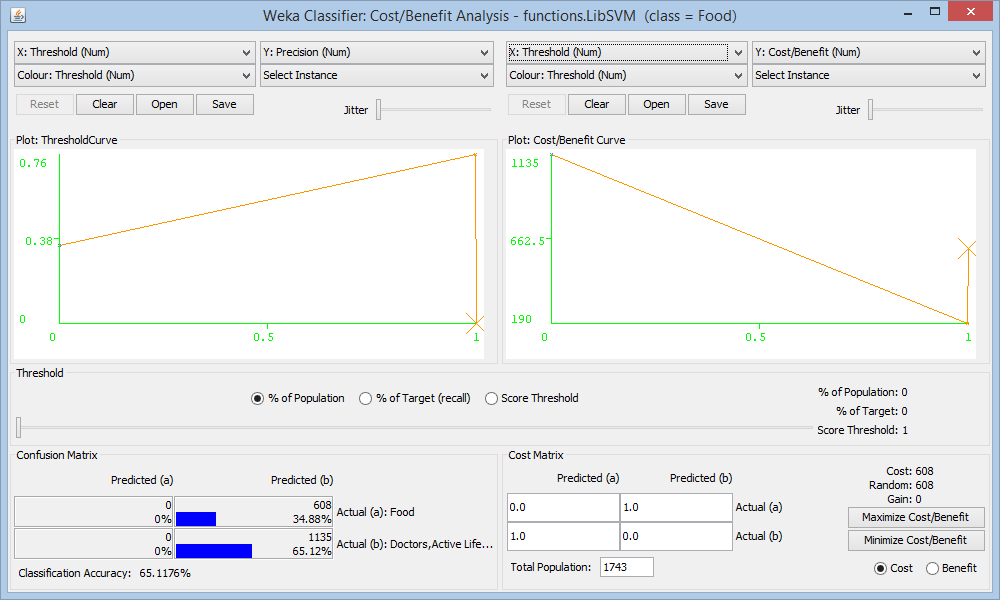 Weka Classifier: Cost/Benefit Analysis - functions.LibSVM (class = Food)
X: Threshold (Num)
Y: Precision (Num)
Colour: Threshold (Num)
Select Instance
Reset
Clear
Open
Save
Jitter
Plot: ThresholdCurve
0.76
0.38
0
0
0.5
1
X: Threshold (Num)
Y: Cost/Benefit (Num)
Colour: Threshold (Num)
Select Instance
Reset
Clear
Open
Save
Jitter
Plot: Cost/Benefit Curve
1135
662.5
190
0
0.5
1
Threshold
% of Population
% of Target (recall)
Score Threshold
% of Population: 0
% of Target: 0
Score Threshold: 1
Confusion Matrix
Predicted (a)
Predicted (b)
0
0%
608
34.88%
Actual (a): Food
0
0%
1135
65.12%
Actual (b): Doctors,Active Life...
Classification Accuracy: 65.1176%
Cost Matrix
Predicted (a)
Predicted (b)
0.0
1.0
Actual (a)
1.0
0.0
Actual (b)
Total Population: 1743
Cost: 608
Random: 608
Gain: 0
Maximize Cost/Benefit
Minimize Cost/Benefit
Cost
Benefit